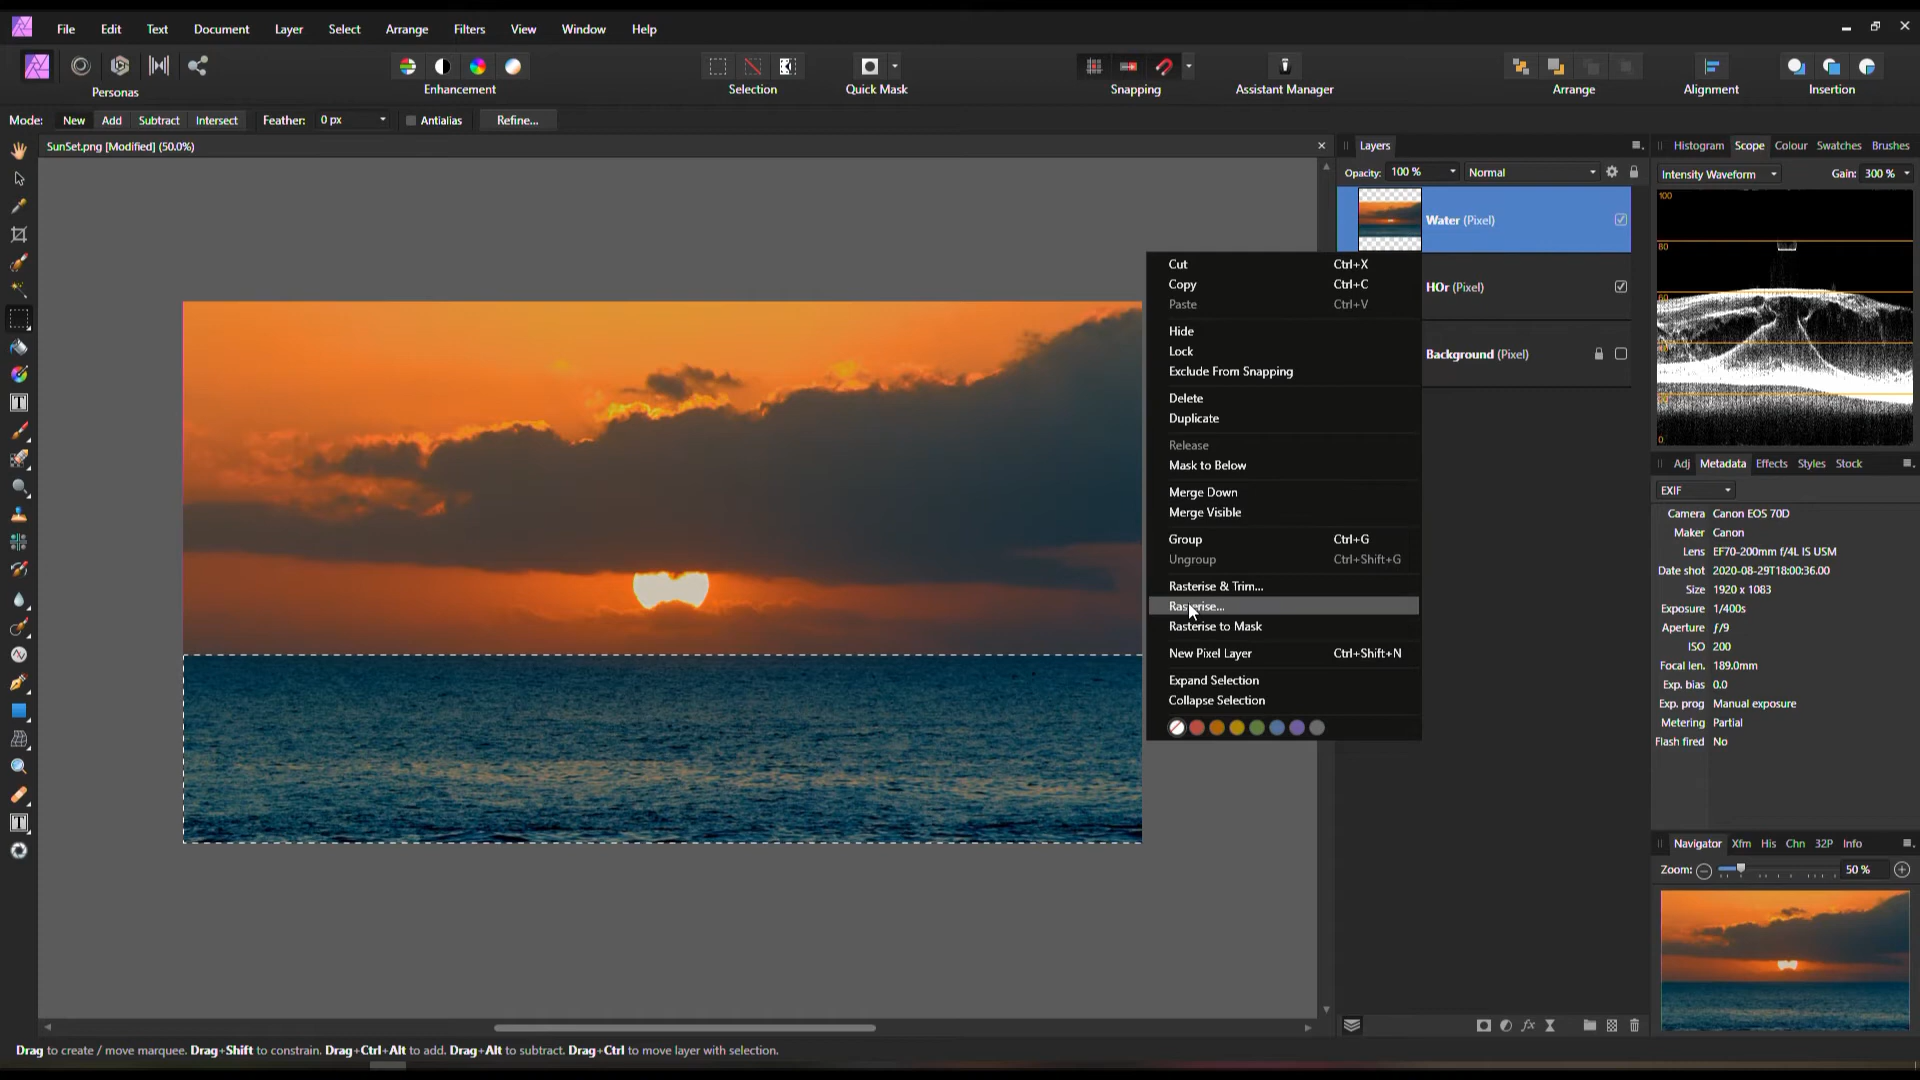 File Edit Text Document Layer Select Arrange Filters View Window Help
Personas Enhancement Selection Quick Mask Snapping Assistant Manager Arrange Alignment Insertion
Mode: New Add Subtract Intersect Feather: 0 px Antialias Refine...
SunSet.png [Modified] (50.0%)
Layers
Opacity: 100 % Normal
Water (Pixel)
HOr (Pixel)
Background (Pixel)
Cut Ctrl+X
Copy Ctrl+C
Paste Ctrl+V
Hide
Lock
Exclude From Snapping
Delete
Duplicate
Release
Mask to Below
Merge Down
Merge Visible
Group Ctrl+G
Ungroup Ctrl+Shift+G
Rasterise & Trim...
Rasterise...
Rasterise to Mask
New Pixel Layer Ctrl+Shift+N
Expand Selection
Collapse Selection
Histogram Scope Colour Swatches Brushes
Intensity Waveform Gain: 300 %
100
80
60
0
Adj Metadata Effects Styles Stock
EXIF
Camera Canon EOS 70D
Maker Canon
Lens EF70-200mm f/4L IS USM
Date shot 2020-08-29T18:00:36.00
Size 1920 x 1083
Exposure 1/400s
Aperture ƒ/9
ISO 200
Focal len. 189.0mm
Exp. bias 0.0
Exp. prog Manual exposure
Metering Partial
Flash fired No
Navigator Xfm His Chn 32P Info
Zoom: 50 %
Drag to create / move marquee. Drag+Shift to constrain. Drag+Ctrl+Alt to add. Drag+Alt to subtract. Drag+Ctrl to move layer with selection.